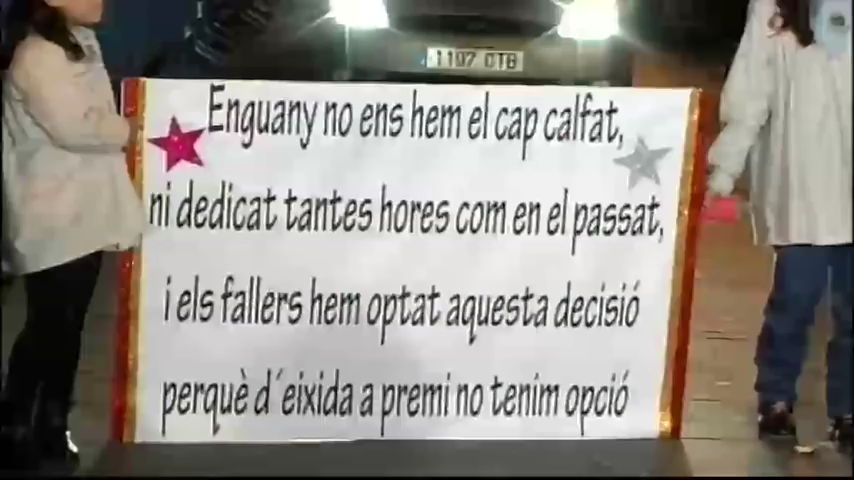 1197 CTB
Enguany no ens hem el cap calfat,
ni dedicat tantes hores com en el passat,
i els fallers hem optat aquesta decisió
perquè d´eixida a premi no tenim opció